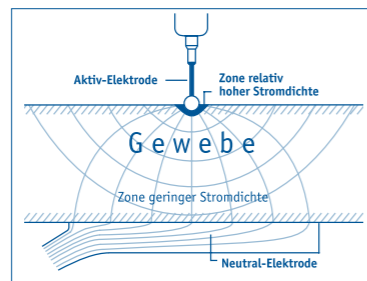 Aktiv-Elektrode
Zone relativ
hoher Stromdichte
Gewebe
Zone geringer Stromdichte
Neutral-Elektrode